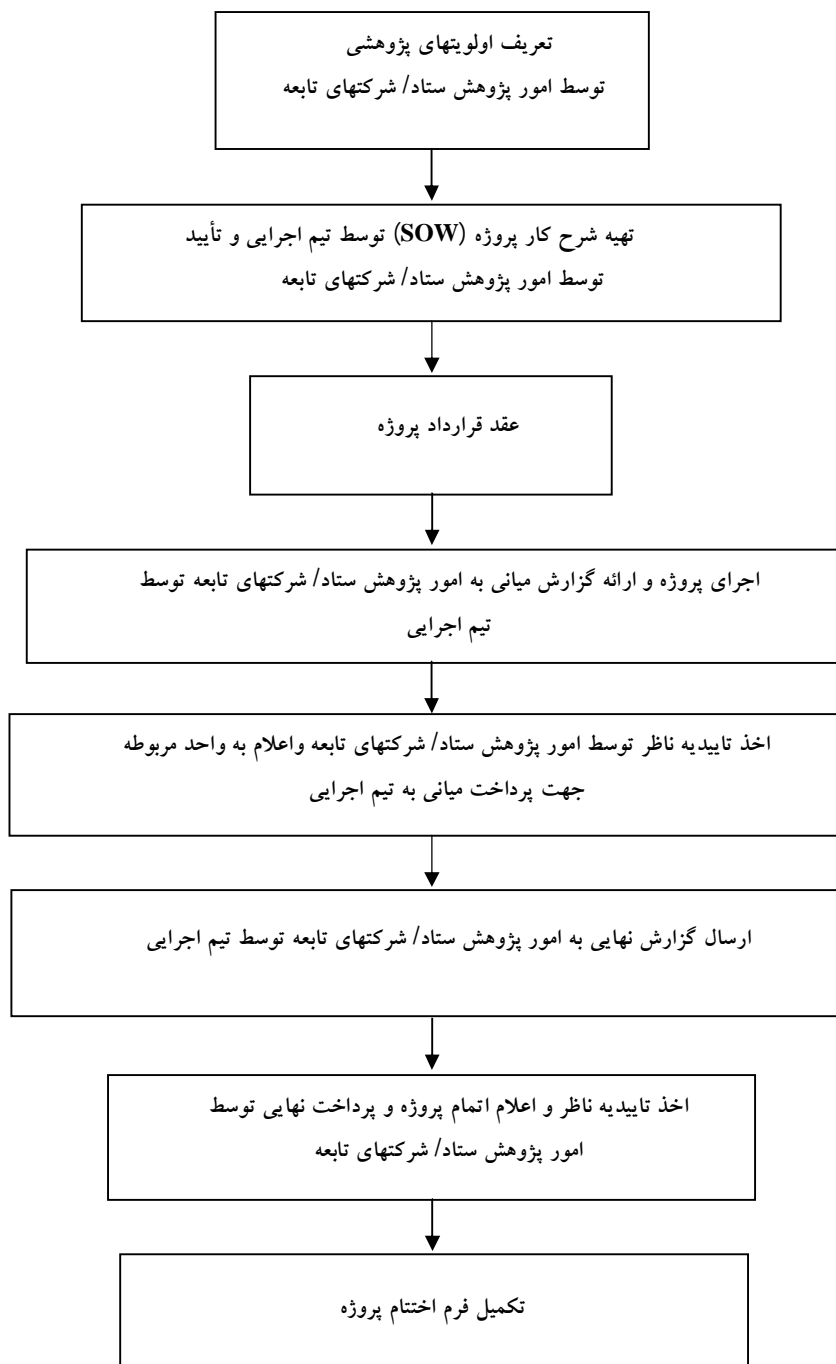 تعریف اولویتهای پژوهشی
توسط امور پژوهش ستاد/ شرکتهای تابعه
تهیه شرح کار پروژه (SOW) توسط تیم اجرایی و تأیید
توسط امور پژوهش ستاد/ شرکتهای تابعه
عقد قرارداد پروژه
اجرای پروژه و ارائه گزارش میانی به امور پژوهش ستاد/ شرکتهای تابعه توسط
تیم اجرایی
اخذ تاییدیه ناظر توسط امور پژوهش ستاد/ شرکتهای تابعه واعلام به واحد مربوطه
جهت پرداخت میانی به تیم اجرایی
ارسال گزارش نهایی به امور پژوهش ستاد/ شرکتهای تابعه توسط تیم اجرایی
اخذ تاییدیه ناظر و اعلام اتمام پروژه و پرداخت نهایی توسط
امور پژوهش ستاد/ شرکتهای تابعه
تکمیل فرم اختتام پروژه